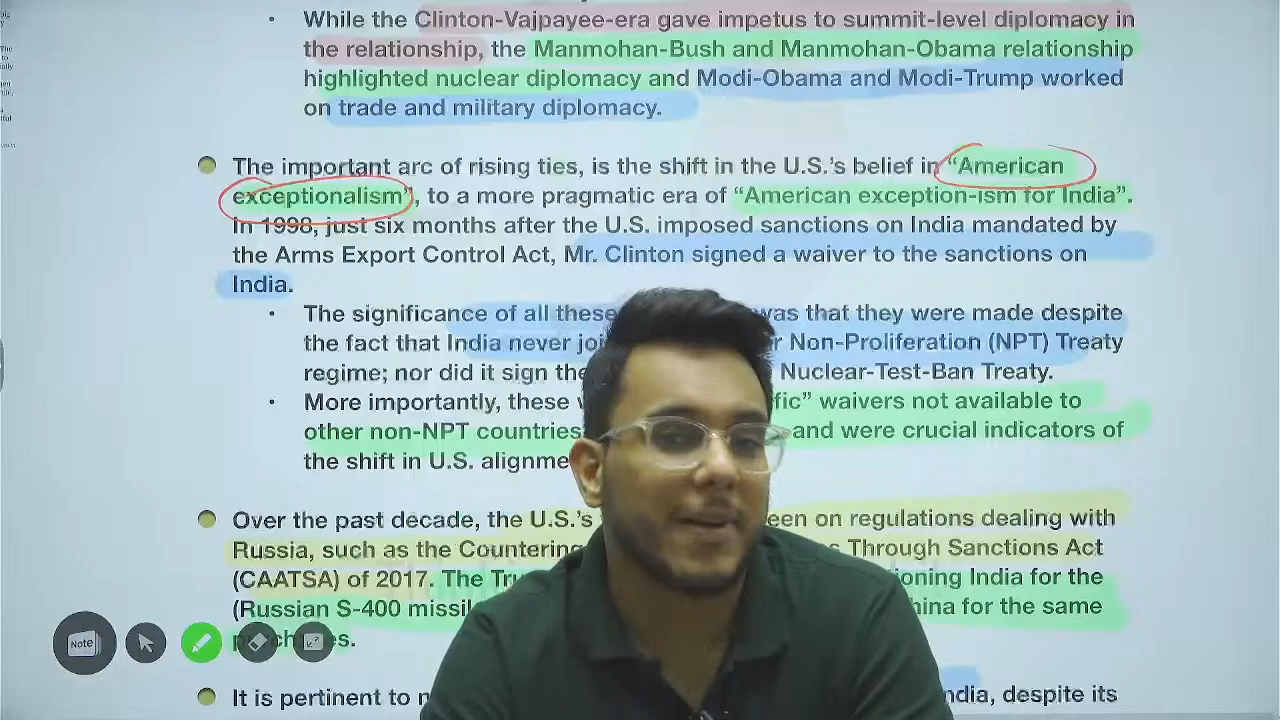 While the Clinton-Vajpayee-era gave impetus to summit-level diplomacy in
the relationship, the Manmohan-Bush and Manmohan-Obama relationship
highlighted nuclear diplomacy and Modi-Obama and Modi-Trump worked
on trade and military diplomacy.
The important arc of rising ties, is the shift in the U.S.'s belief in "American
exceptionalism", to a more pragmatic era of "American exception-ism for India".
In 1998, just six months after the U.S. imposed sanctions on India mandated by
the Arms Export Control Act, Mr. Clinton signed a waiver to the sanctions on
India.
The significance of all these was that they were made despite
the fact that India never Non-Proliferation (NPT) Treaty
regime; nor did it sign the Nuclear-Test-Ban Treaty.
More importantly, these waivers not available to
other non-NPT countries and were crucial indicators of
the shift in U.S.
Over the past decade, the U.S.'s on regulations dealing with
Russia, such as the Countering Through Sanctions Act
(CAATSA) of 2017. The India for the
(Russian S-400 for the same
It is pertinent to despite its
Note